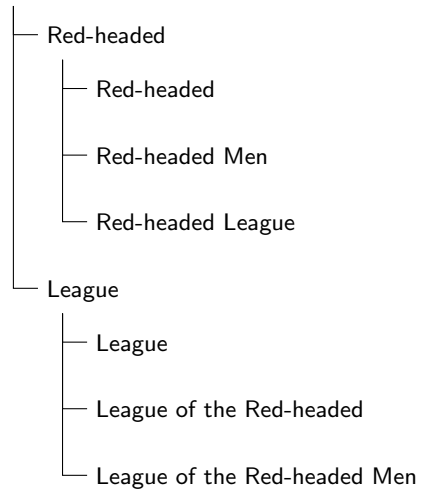 Red-headed
Red-headed
Red-headed Men
Red-headed League
League
League
League of the Red-headed
League of the Red-headed Men